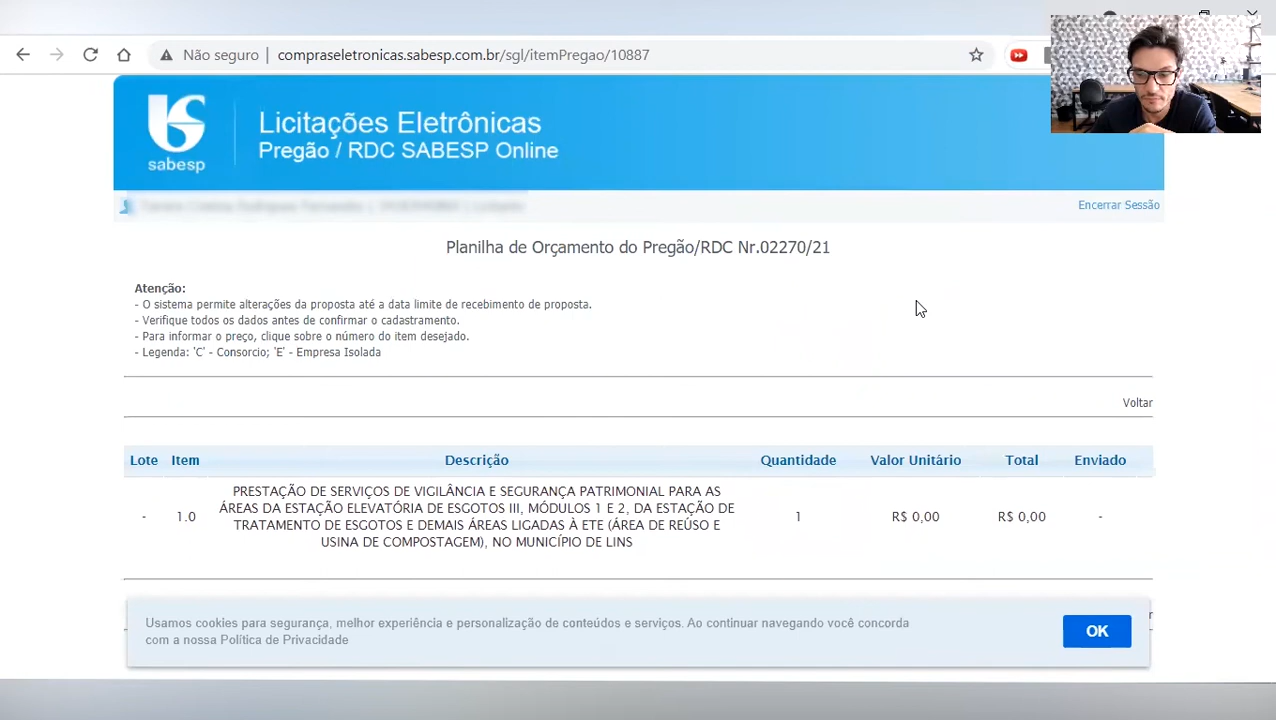 Não seguro | compraseletronicas.sabesp.com.br/sgl/itemPregao/10887
sabesp
Licitações Eletrônicas
Pregão / RDC SABESP Online
Encerrar Sessão
Planilha de Orçamento do Pregão/RDC Nr.02270/21
Atenção:
- O sistema permite alterações da proposta até a data limite de recebimento de proposta.
- Verifique todos os dados antes de confirmar o cadastramento.
- Para informar o preço, clique sobre o número do item desejado.
- Legenda: 'C' - Consorcio; 'E' - Empresa Isolada
Voltar
Lote Item Descrição Quantidade Valor Unitário Total Enviado
PRESTAÇÃO DE SERVIÇOS DE VIGILÂNCIA E SEGURANÇA PATRIMONIAL PARA AS
ÁREAS DA ESTAÇÃO ELEVATÓRIA DE ESGOTOS III, MÓDULOS 1 E 2, DA ESTAÇÃO DE
- 1.0 TRATAMENTO DE ESGOTOS E DEMAIS ÁREAS LIGADAS À ETE (ÁREA DE REÚSO E 1 R$ 0,00 R$ 0,00 -
USINA DE COMPOSTAGEM), NO MUNICÍPIO DE LINS
Usamos cookies para segurança, melhor experiência e personalização de conteúdos e serviços. Ao continuar navegando você concorda
com a nossa Política de Privacidade
OK